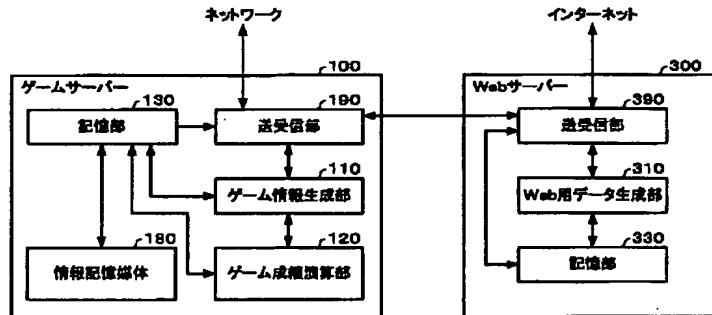 ネットワーク
インターネット
100
300
ゲームサーバー
Webサーバー
130
190
390
記憶部
送受信部
送受信部
110
310
ゲーム情報生成部
Web用データ生成部
180
120
330
情報記憶媒体
ゲーム成績演算部
記憶部